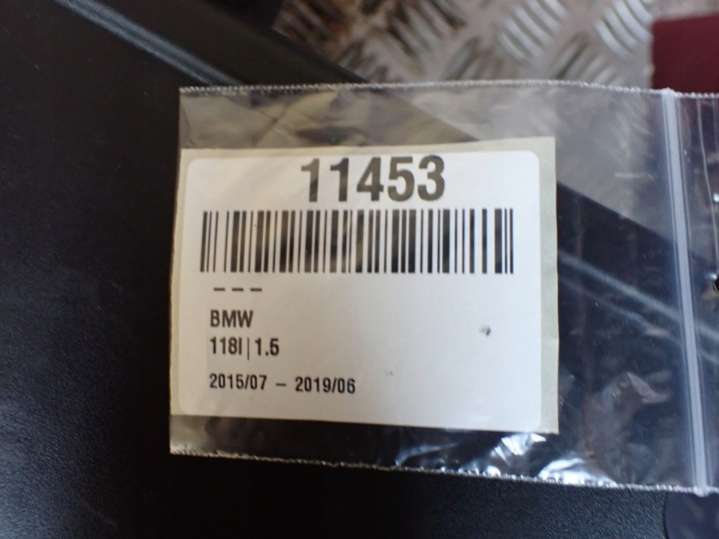 11453
– – –
BMW
118I | 1.5
2015/07 – 2019/06